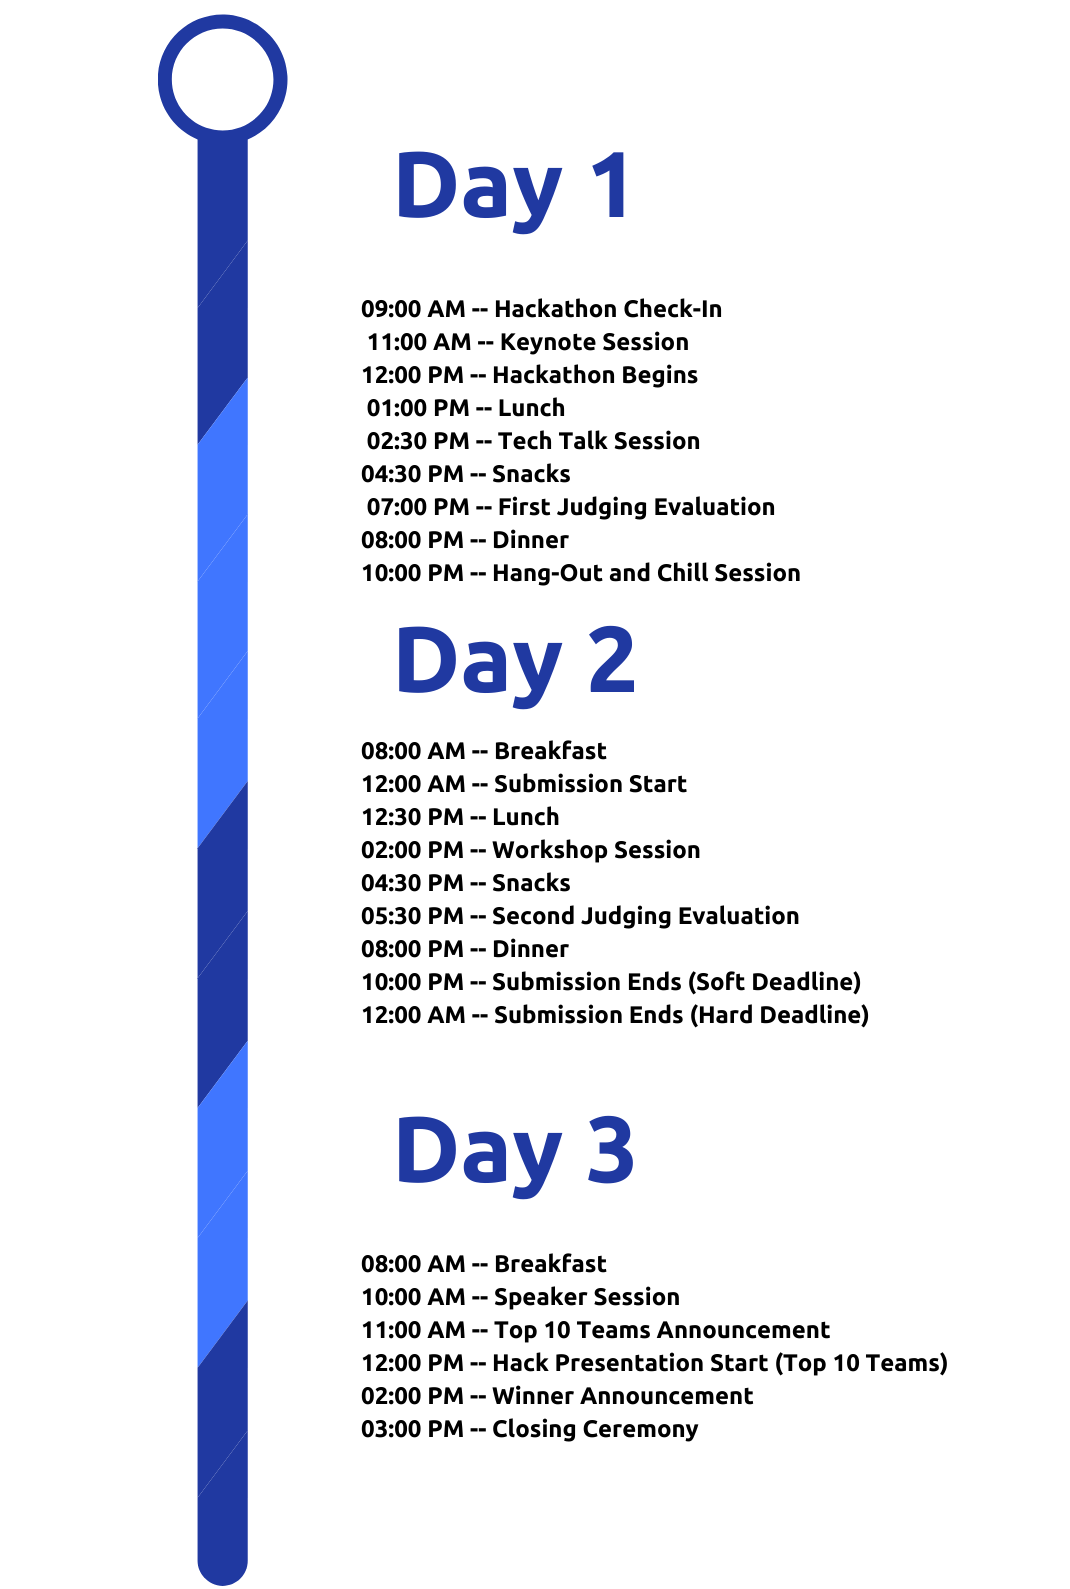 Day 1
09:00 AM -- Hackathon Check-In
11:00 AM -- Keynote Session
12:00 PM -- Hackathon Begins
01:00 PM -- Lunch
02:30 PM -- Tech Talk Session
04:30 PM -- Snacks
07:00 PM -- First Judging Evaluation
08:00 PM -- Dinner
10:00 PM -- Hang-Out and Chill Session
Day 2
08:00 AM -- Breakfast
12:00 AM -- Submission Start
12:30 PM -- Lunch
02:00 PM -- Workshop Session
04:30 PM -- Snacks
05:30 PM -- Second Judging Evaluation
08:00 PM -- Dinner
10:00 PM -- Submission Ends (Soft Deadline)
12:00 AM -- Submission Ends (Hard Deadline)
Day 3
08:00 AM -- Breakfast
10:00 AM -- Speaker Session
11:00 AM -- Top 10 Teams Announcement
12:00 PM -- Hack Presentation Start (Top 10 Teams)
02:00 PM -- Winner Announcement
03:00 PM -- Closing Ceremony